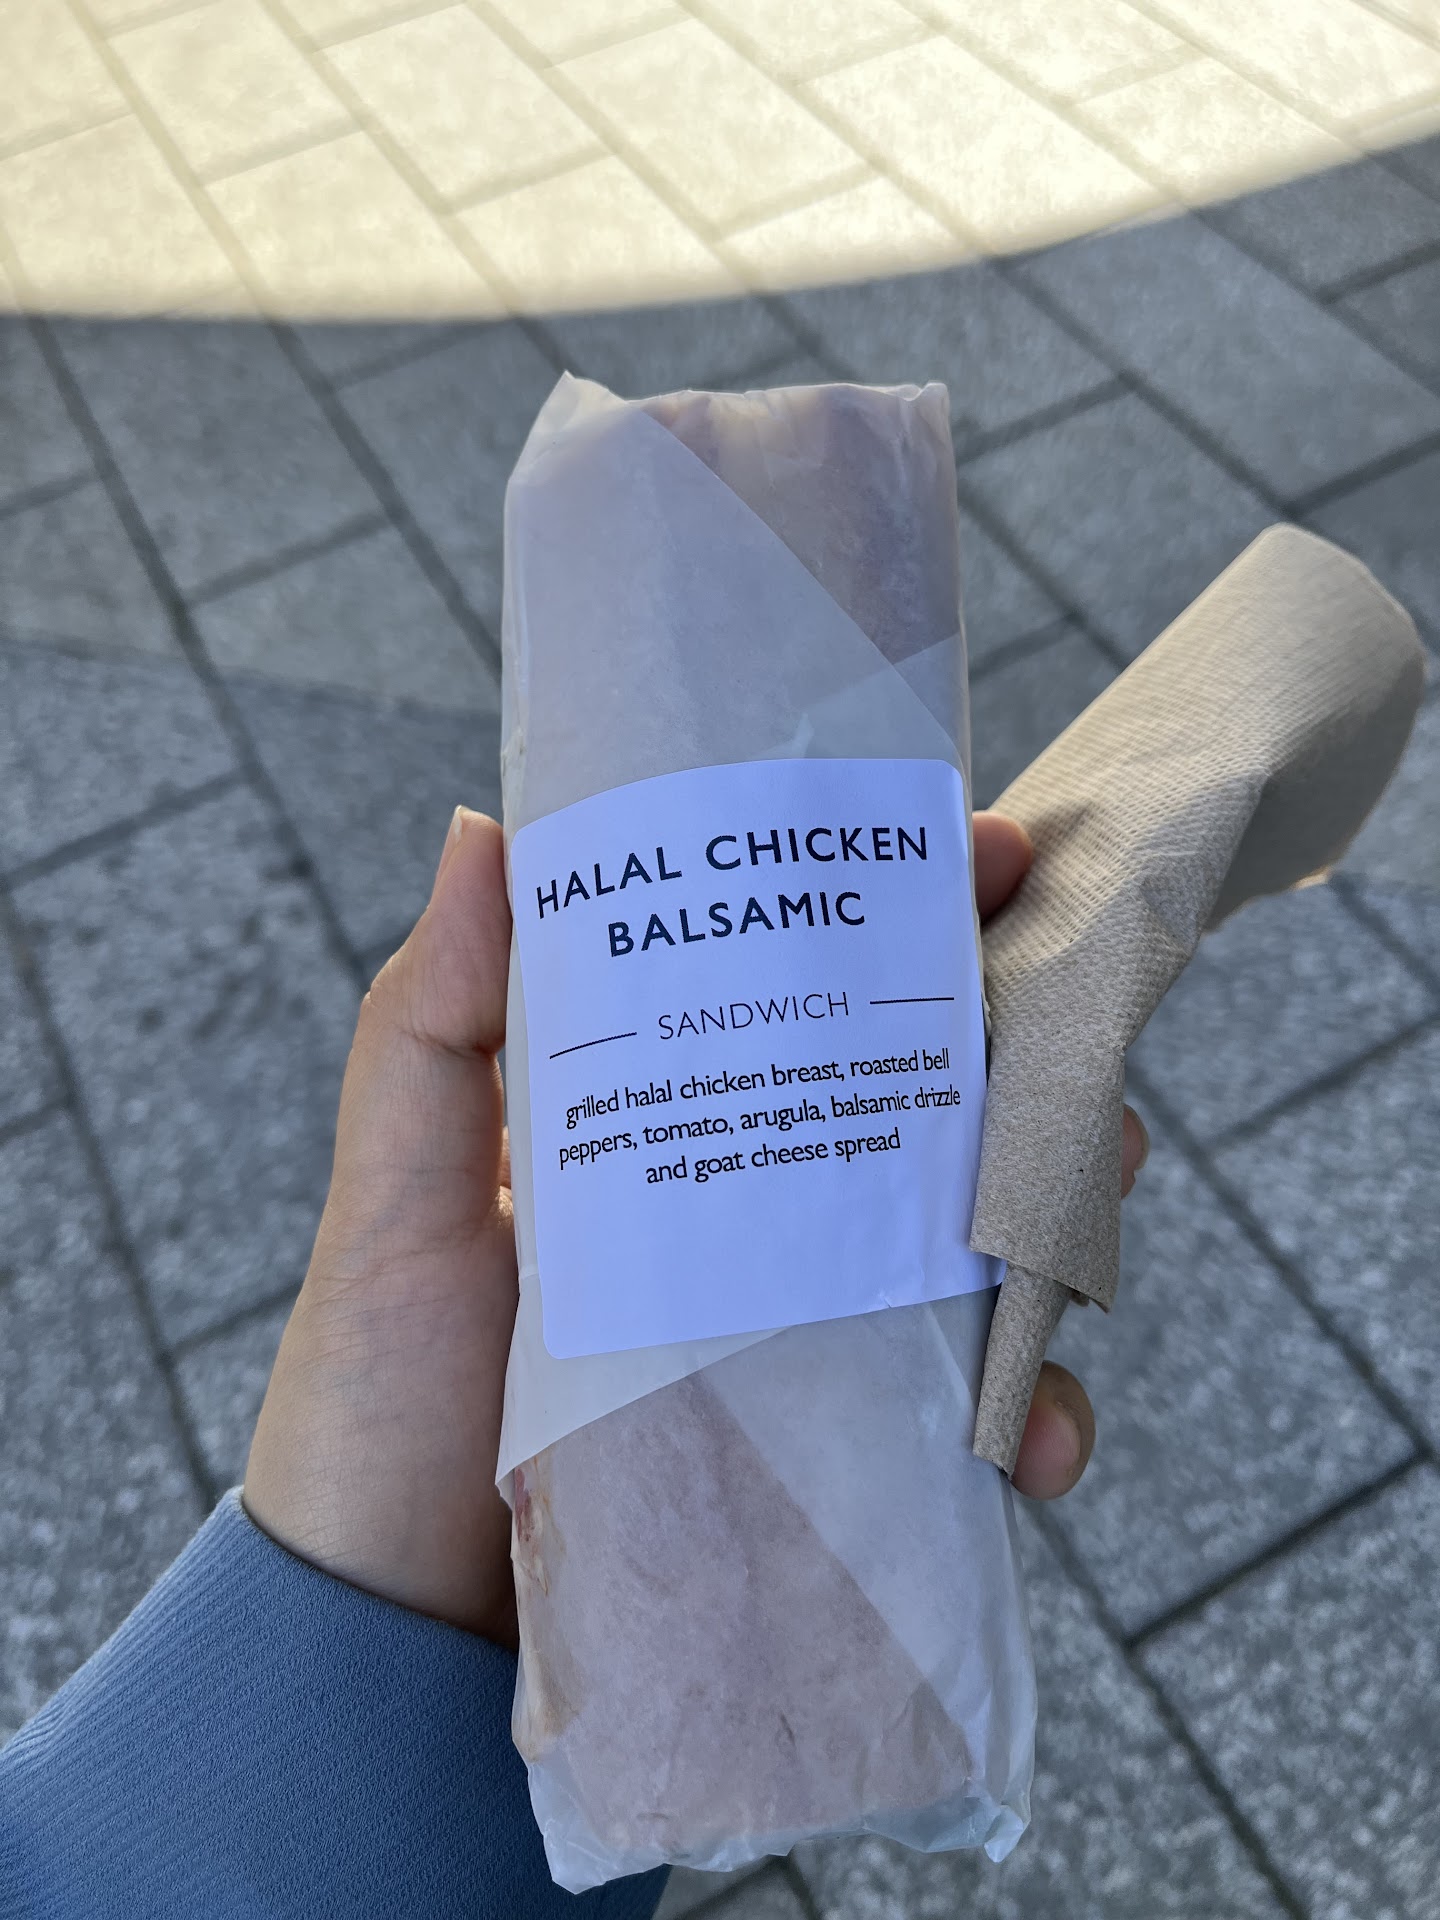 HALAL CHICKEN
BALSAMIC
SANDWICH
grilled halal chicken breast, roasted bell
peppers, tomato, arugula, balsamic drizzle
and goat cheese spread